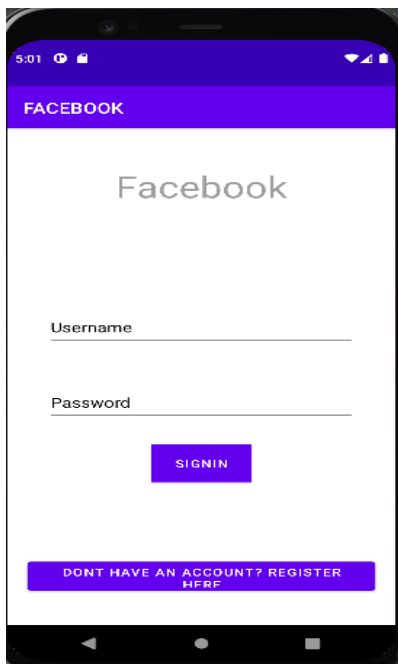 5:01
FACEBOOK
Facebook
Username
Password
SIGNIN
DONT HAVE AN ACCOUNT? REGISTER
HERE